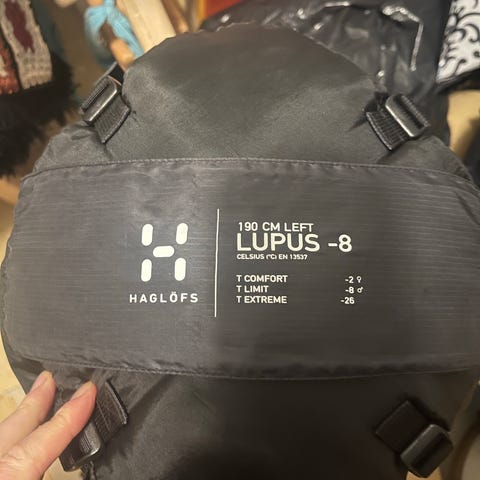 HAGLÖFS
190 CM LEFT
LUPUS -8
CELSIUS (°C) EN 13537
T COMFORT -2 ♀
T LIMIT -8 ♂
T EXTREME -26